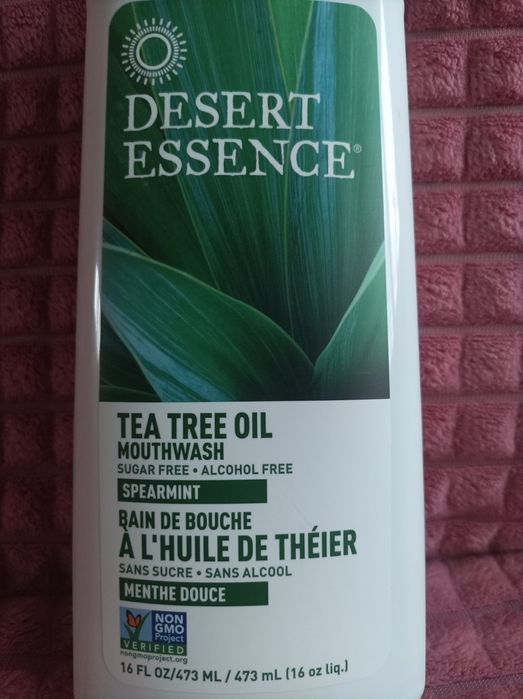 DESERT
ESSENCE®
TEA TREE OIL
MOUTHWASH
SUGAR FREE • ALCOHOL FREE
SPEARMINT
BAIN DE BOUCHE
À L'HUILE DE THÉIER
SANS SUCRE • SANS ALCOOL
MENTHE DOUCE
NON
GMO
Project
VERIFIED
nongmoproject.org
16 FL OZ/473 ML / 473 mL (16 oz liq.)